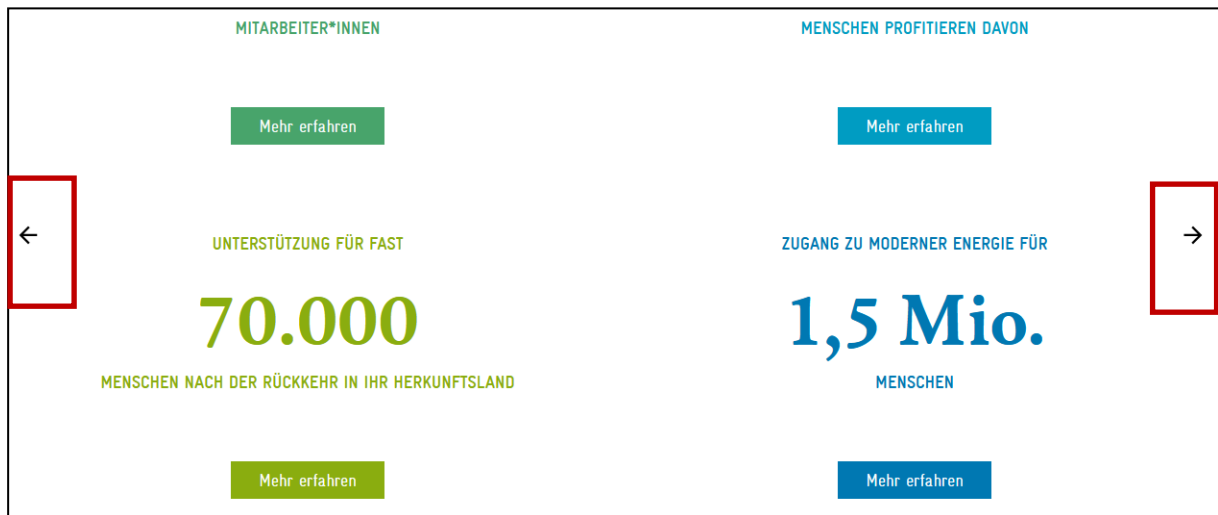 MITARBEITER*INNEN
MENSCHEN PROFITIEREN DAVON
Mehr erfahren
Mehr erfahren
←
→
UNTERSTÜTZUNG FÜR FAST
ZUGANG ZU MODERNER ENERGIE FÜR
70.000
1,5 Mio.
MENSCHEN NACH DER RÜCKKEHR IN IHR HERKUNFTSLAND
MENSCHEN
Mehr erfahren
Mehr erfahren